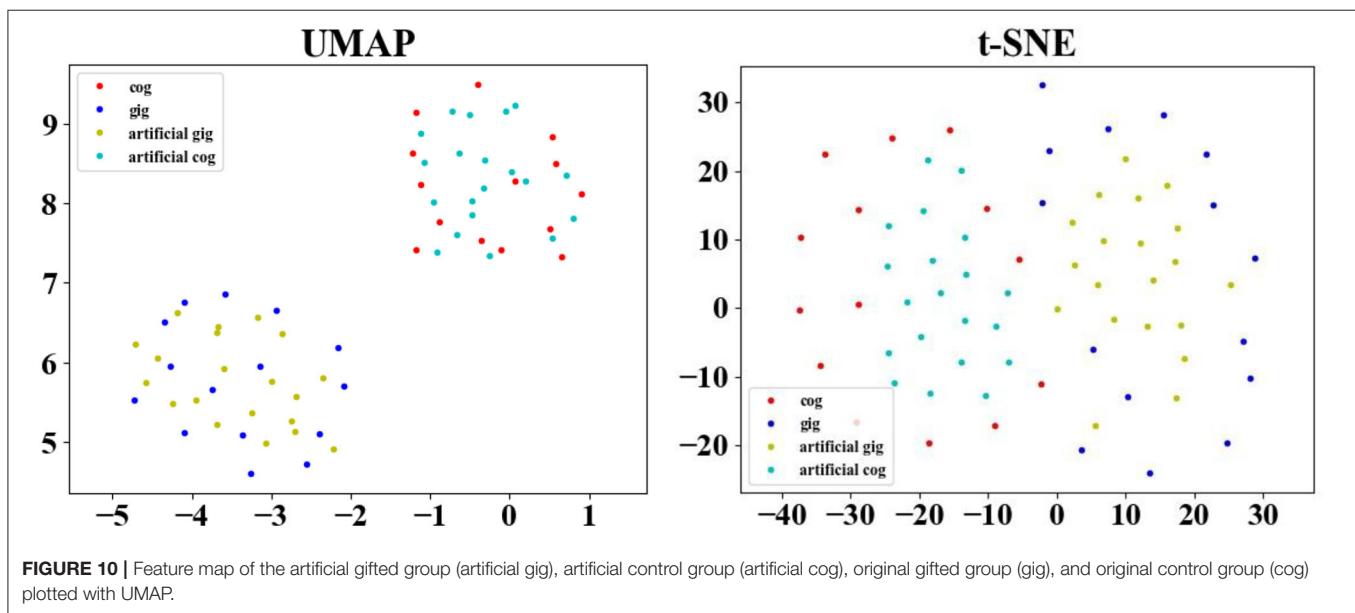 UMAP
cog
gig
artificial gig
artificial cog
9
8
7
6
5
−5 −4 −3 −2 −1 0 1
t-SNE
30
20
10
0
−10
−20
cog
gig
artificial gig
artificial cog
−40 −30 −20 −10 0 10 20 30
FIGURE 10 | Feature map of the artificial gifted group (artificial gig), artificial control group (artificial cog), original gifted group (gig), and original control group (cog)
plotted with UMAP.